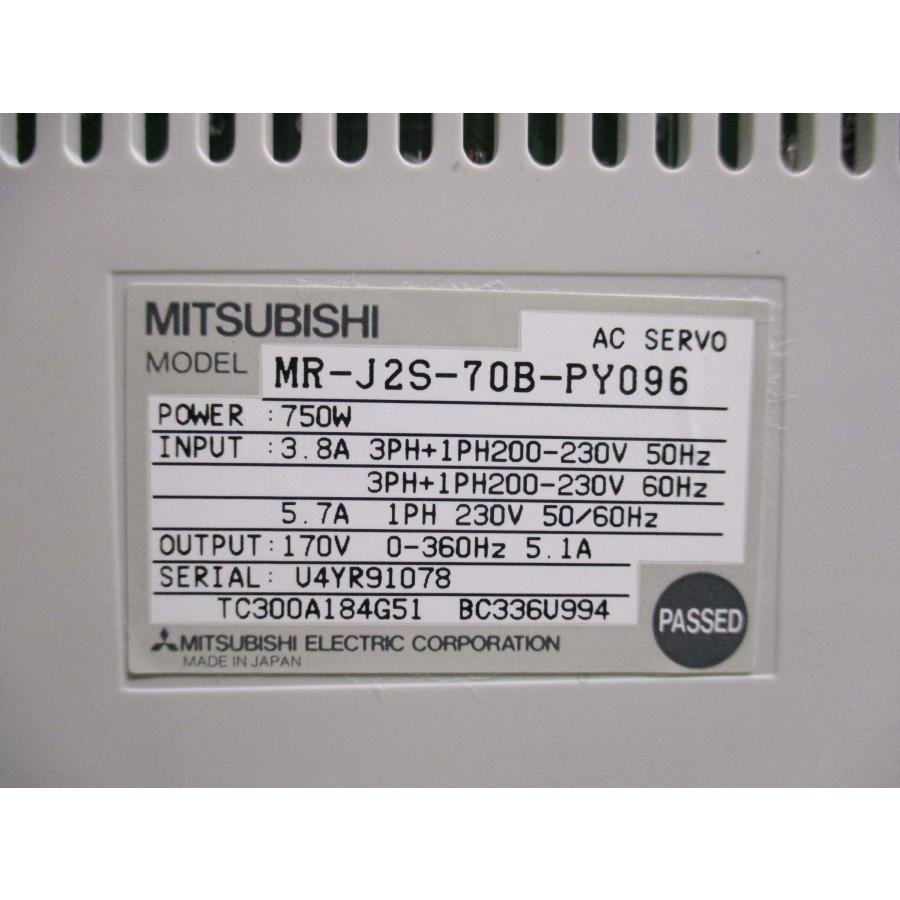 MITSUBISHI
AC SERVO
MODEL MR-J2S-70B-PY096
POWER :750W
INPUT :3.8A 3PH+1PH200-230V 50Hz
3PH+1PH200-230V 60Hz
5.7A 1PH 230V 50/60Hz
OUTPUT:170V 0-360Hz 5.1A
SERIAL: U4YR91078
TC300A184G51 BC336U994
PASSED
MITSUBISHI ELECTRIC CORPORATION
MADE IN JAPAN